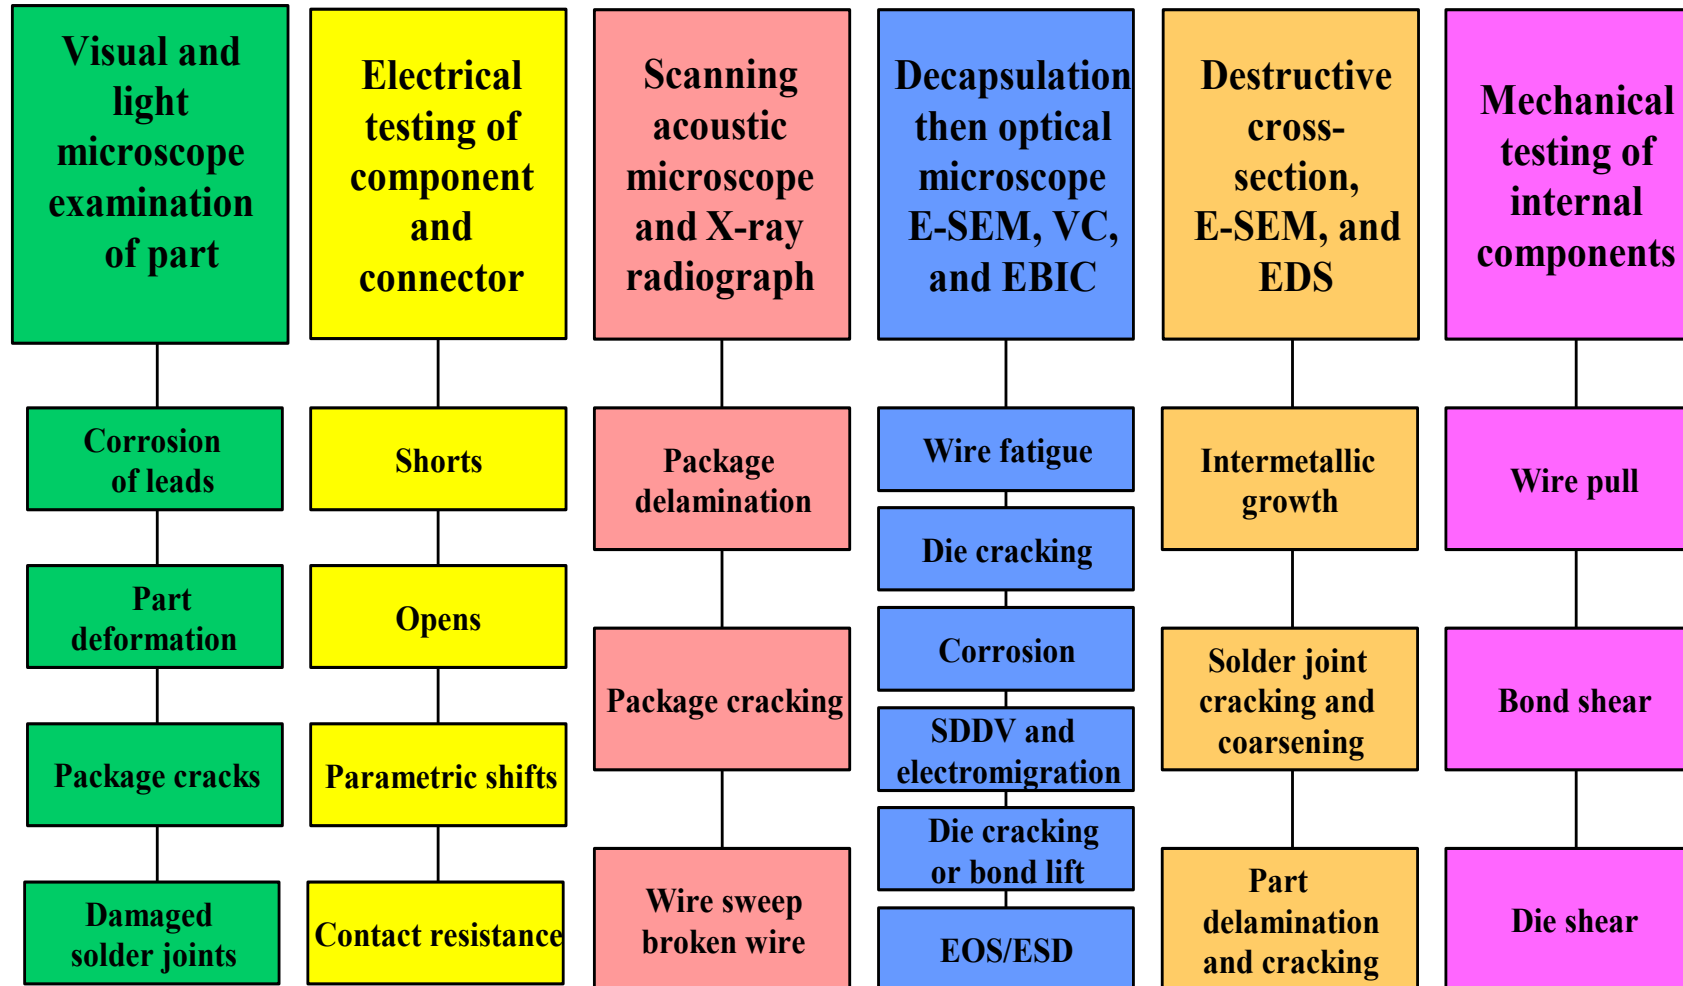 Visual and
light
microscope
examination
of part
Corrosion
of leads
Part
deformation
Package cracks
Damaged
solder joints
Electrical
testing of
component
and
connector
Shorts
Opens
Parametric shifts
Contact resistance
Scanning
acoustic
microscope
and X-ray
radiograph
Package
delamination
Package cracking
Wire sweep
broken wire
Decapsulation
then optical
microscope
E-SEM, VC,
and EBIC
Wire fatigue
Die cracking
Corrosion
SDDV and
electromigration
Die cracking
or bond lift
EOS/ESD
Destructive
cross-
section,
E-SEM, and
EDS
Intermetallic
growth
Solder joint
cracking and
coarsening
Part
delamination
and cracking
Mechanical
testing of
internal
components
Wire pull
Bond shear
Die shear